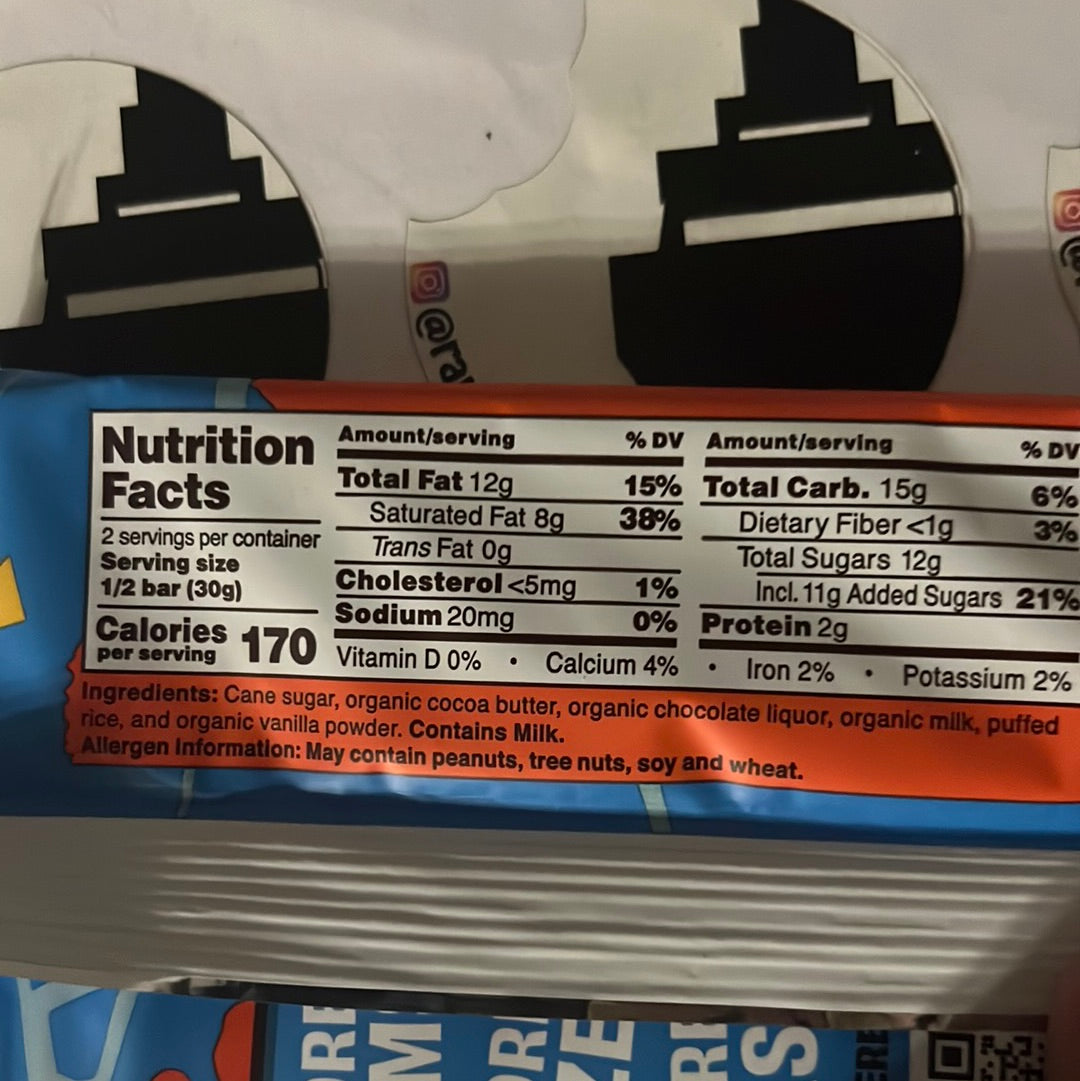 @ra
Nutrition
Facts
2 servings per container
Serving size
1/2 bar (30g)
Calories 170
per serving
Amount/serving % DV
Total Fat 12g 15%
Saturated Fat 8g 38%
Trans Fat 0g
Cholesterol <5mg 1%
Sodium 20mg 0%
Amount/serving % DV
Total Carb. 15g 6%
Dietary Fiber <1g 3%
Total Sugars 12g
Incl. 11g Added Sugars 21%
Protein 2g
Vitamin D 0% • Calcium 4% • Iron 2% • Potassium 2%
Ingredients: Cane sugar, organic cocoa butter, organic chocolate liquor, organic milk, puffed
rice, and organic vanilla powder. Contains Milk.
Allergen Information: May contain peanuts, tree nuts, soy and wheat.